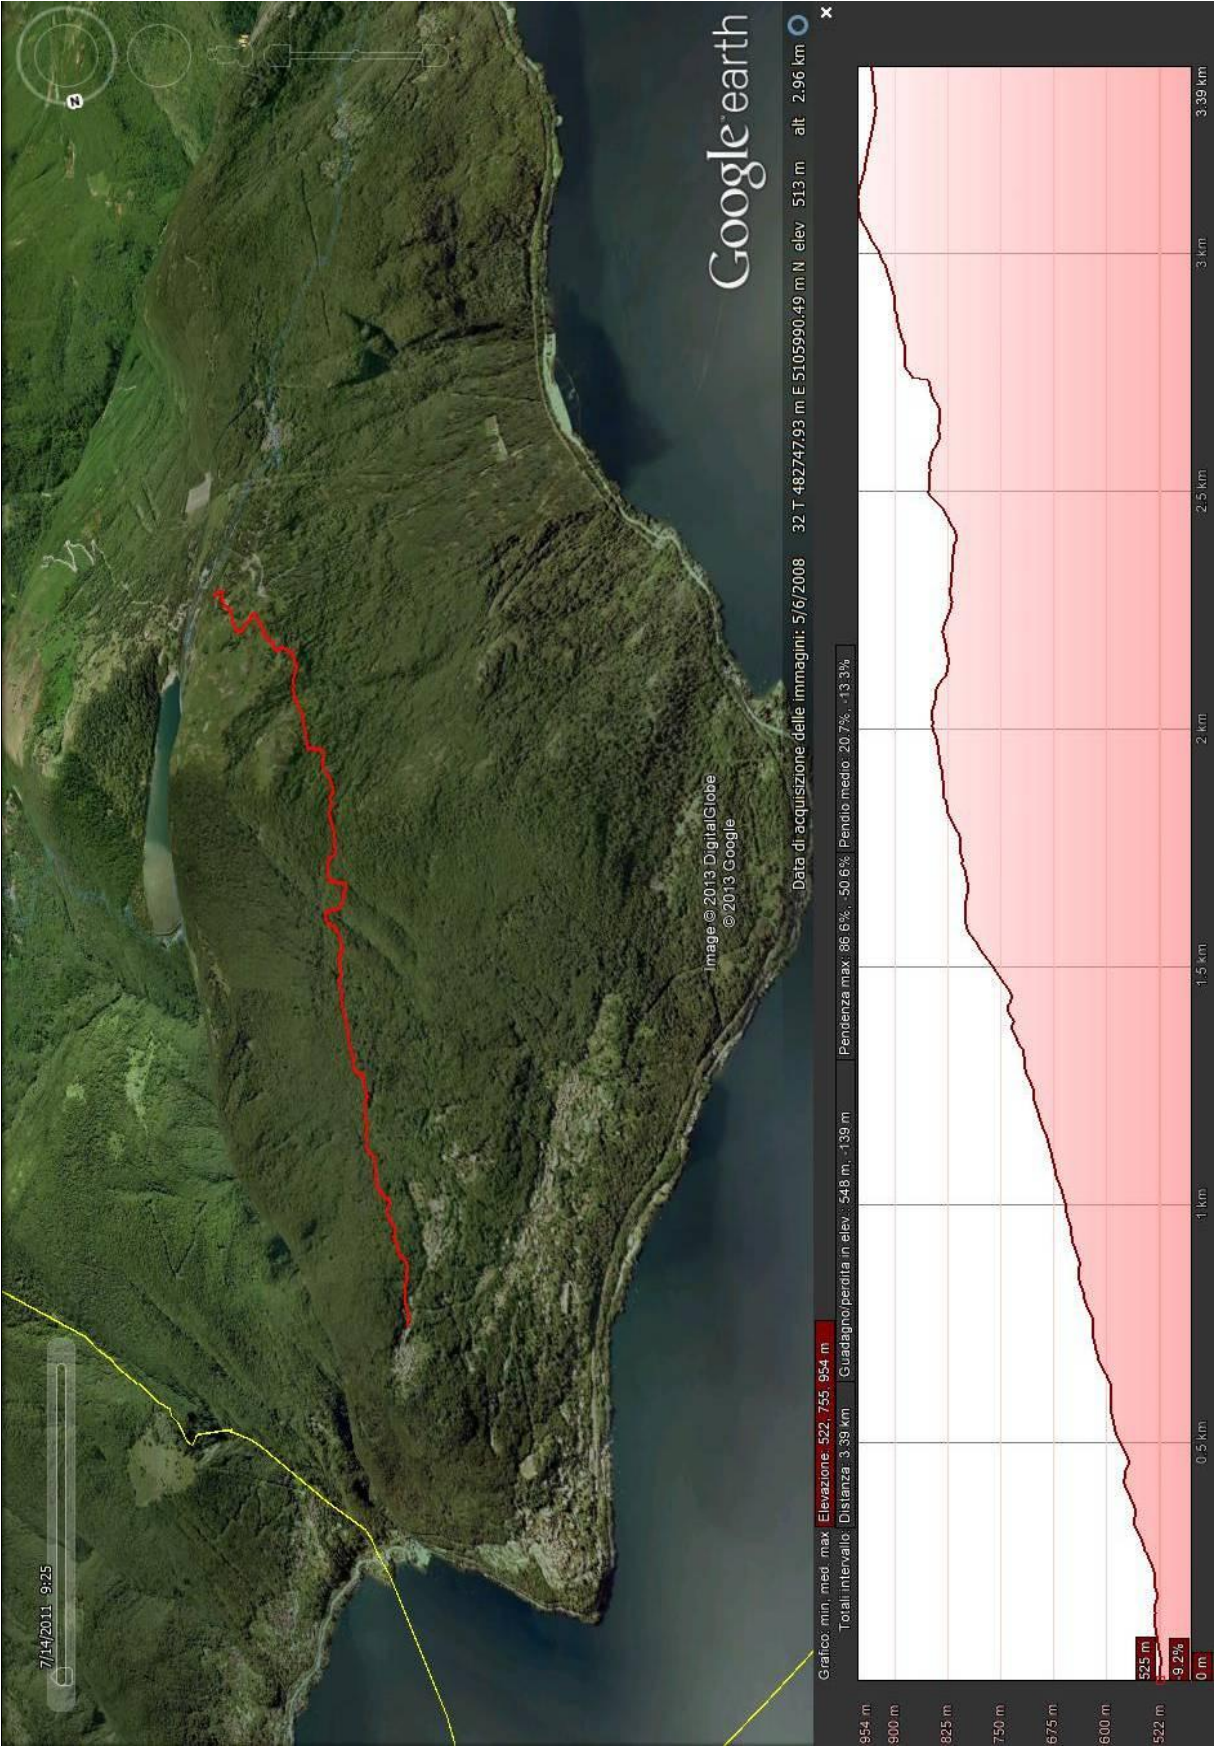 7/14/2011 9:25
N
Google earth
Image © 2013 DigitalGlobe
© 2013 Google
Data di acquisizione delle immagini: 5/6/2008 32 T 482747.93 m E 5105990.49 m N elev 513 m alt 2.96 km
Grafico: min, med, max Elevazione: 522, 755, 954 m
Totali intervallo: Distanza: 3.39 km Guadagno/perdita in elev.: 548 m, -139 m Pendenza max: 86.6%, -50.6% Pendio medio: 20.7%, -13.3%
954 m
900 m
825 m
750 m
675 m
600 m
522 m
525 m
-9.2%
0 m
0.5 km
1 km
1.5 km
2 km
2.5 km
3 km
3.39 km